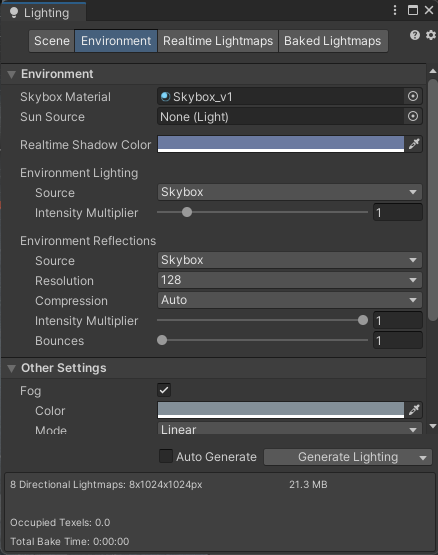 Lighting
Scene Environment Realtime Lightmaps Baked Lightmaps
Environment
Skybox Material Skybox_v1
Sun Source None (Light)
Realtime Shadow Color
Environment Lighting
Source Skybox
Intensity Multiplier 1
Environment Reflections
Source Skybox
Resolution 128
Compression Auto
Intensity Multiplier 1
Bounces 1
Other Settings
Fog
Color
Mode Linear
Auto Generate Generate Lighting
8 Directional Lightmaps: 8x1024x1024px 21.3 MB
Occupied Texels: 0.0
Total Bake Time: 0:00:00